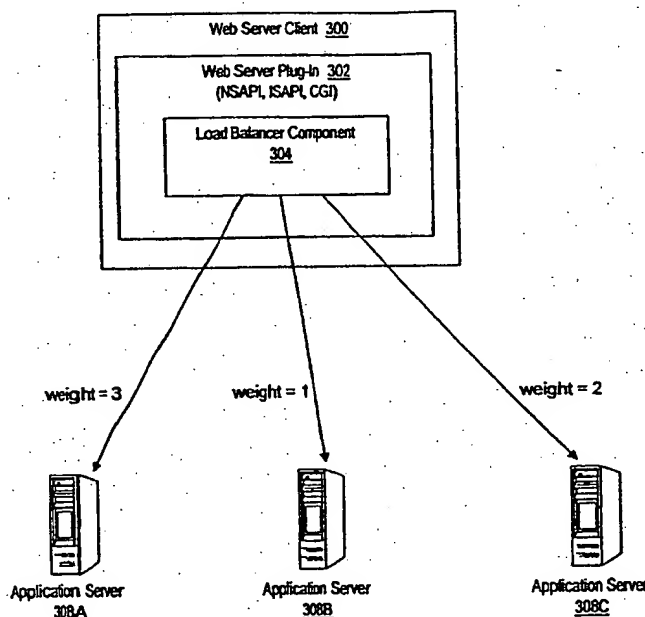 Web Server Client 300
Web Server Plug-In 302
(NSAPI, ISAPI, CGI)
Load Balancer Component
304
weight = 3
weight = 1
weight = 2
Application Server
308A
Application Server
308B
Application Server
308C